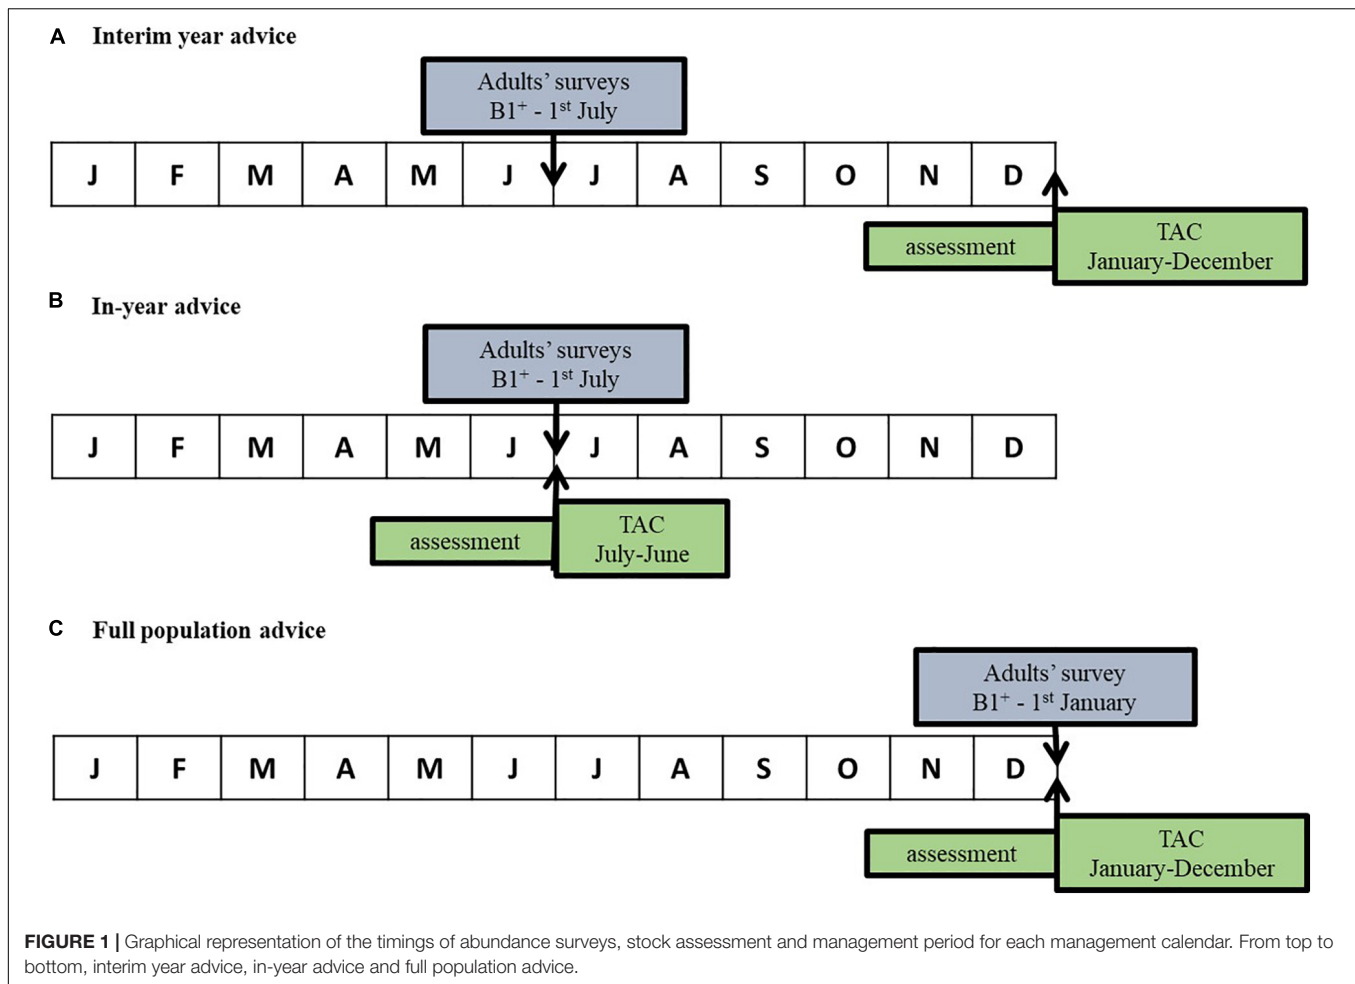 A Interim year advice
Adults’ surveys
B1⁺ - 1ˢᵗ July
J F M A M J J A S O N D
assessment
TAC
January-December
B In-year advice
Adults’ surveys
B1⁺ - 1ˢᵗ July
J F M A M J J A S O N D
assessment
TAC
July-June
C Full population advice
Adults’ survey
B1⁺ - 1ˢᵗ January
J F M A M J J A S O N D
assessment
TAC
January-December
FIGURE 1 | Graphical representation of the timings of abundance surveys, stock assessment and management period for each management calendar. From top to
bottom, interim year advice, in-year advice and full population advice.